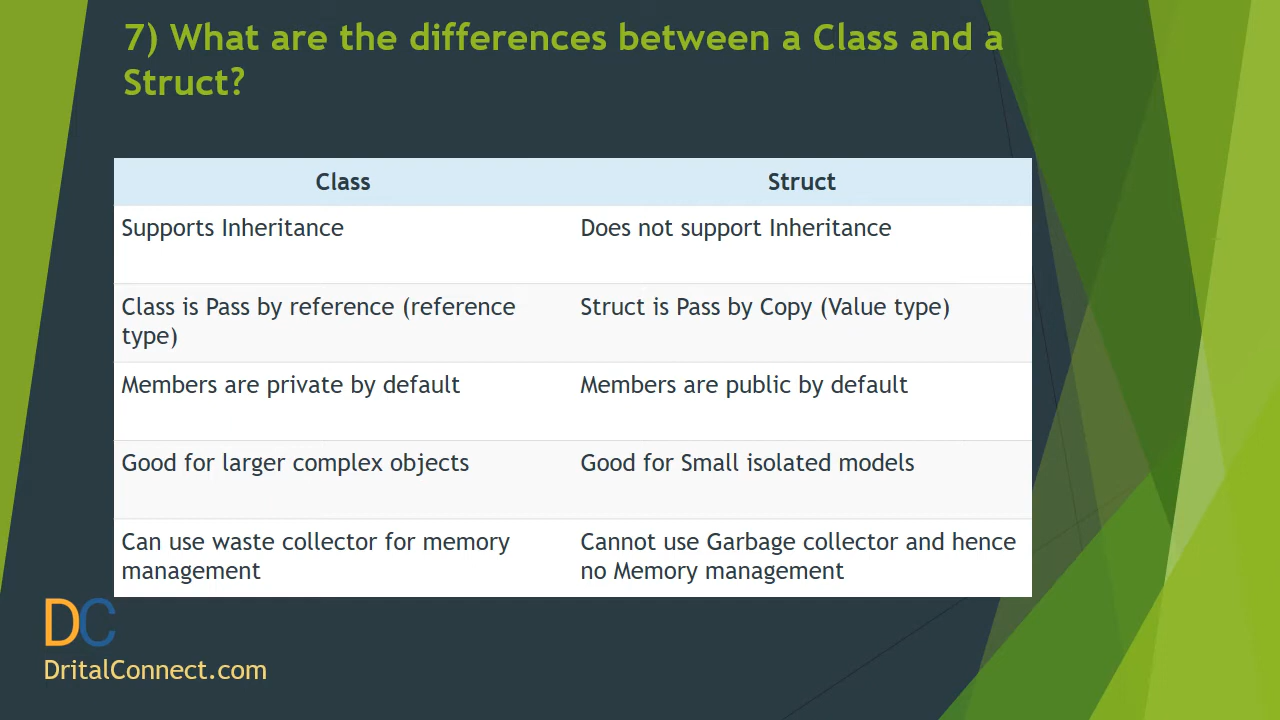 7) What are the differences between a Class and a
Struct?
Class
Struct
Supports Inheritance
Does not support Inheritance
Class is Pass by reference (reference
type)
Struct is Pass by Copy (Value type)
Members are private by default
Members are public by default
Good for larger complex objects
Good for Small isolated models
Can use waste collector for memory
management
Cannot use Garbage collector and hence
no Memory management
DC
DritalConnect.com